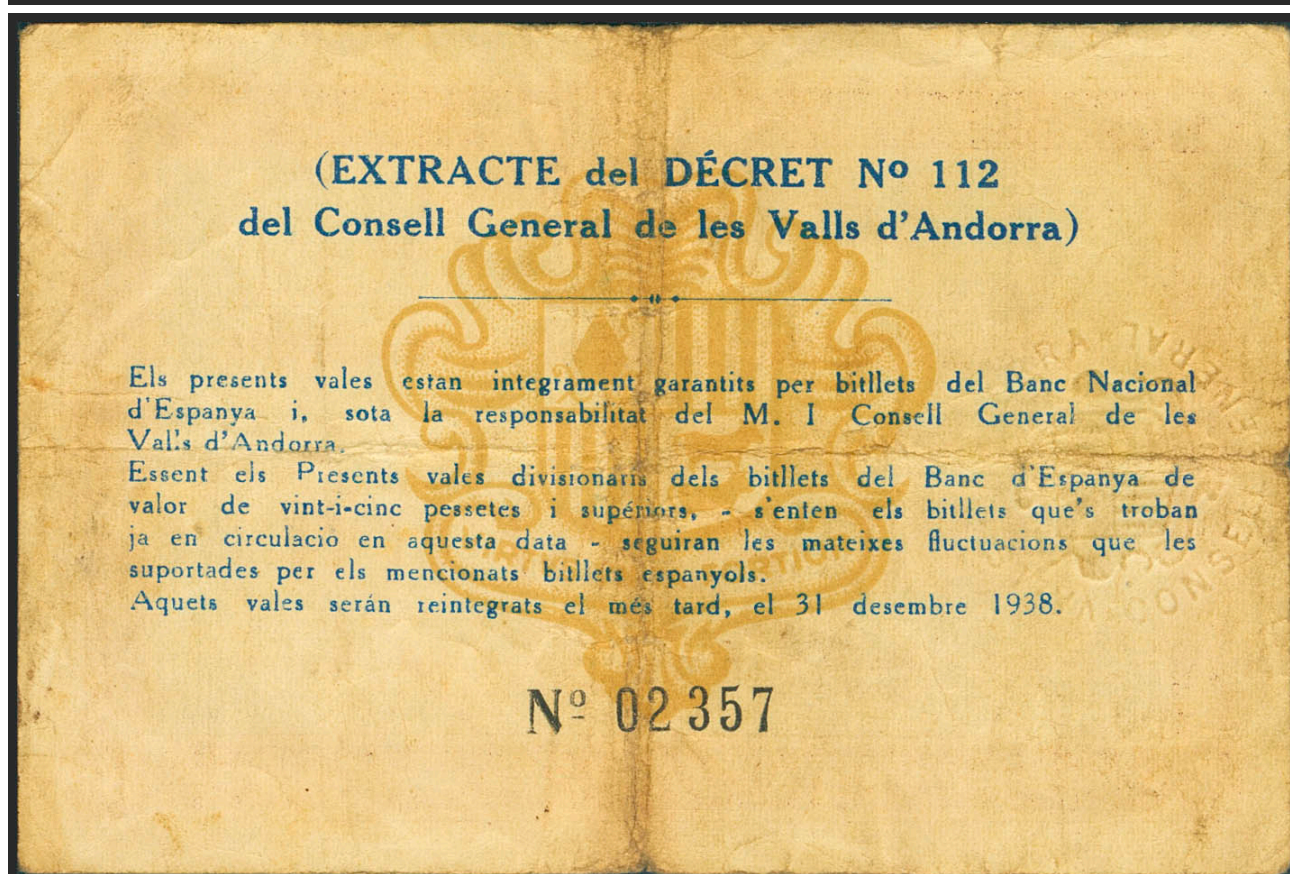 (EXTRACTE del DÉCRET Nº 112
del Consell General de les Valls d'Andorra)
Els presents vales estan integrament garantits per bitllets del Banc Nacional
d'Espanya i, sota la responsabilitat del M. I Consell General de les
Valls d'Andorra.
Essent els Presents vales divisionaris dels bitllets del Banc d'Espanya de
valor de vint-i-cinc pessetes i supériors, - s'enten els bitllets que's troban
ja en circulacio en aquesta data - seguiran les mateixes fluctuacions que les
suportades per els mencionats bitllets espanyols.
Aquets vales serán reintegrats el més tard, el 31 desembre 1938.
Nº 02357